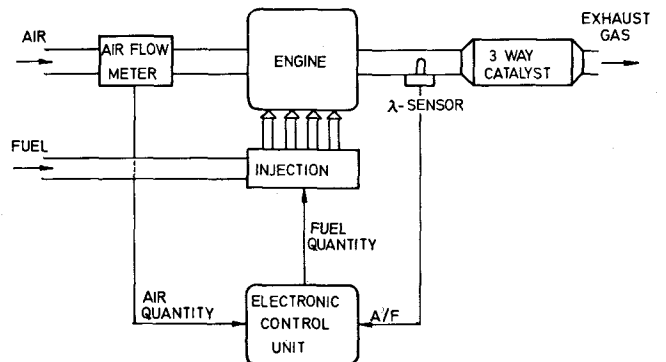 AIR
AIR FLOW
METER
ENGINE
EXHAUST
GAS
3 WAY
CATALYST
λ-SENSOR
FUEL
INJECTION
FUEL
QUANTITY
AIR
QUANTITY
ELECTRONIC
CONTROL
UNIT
A/F